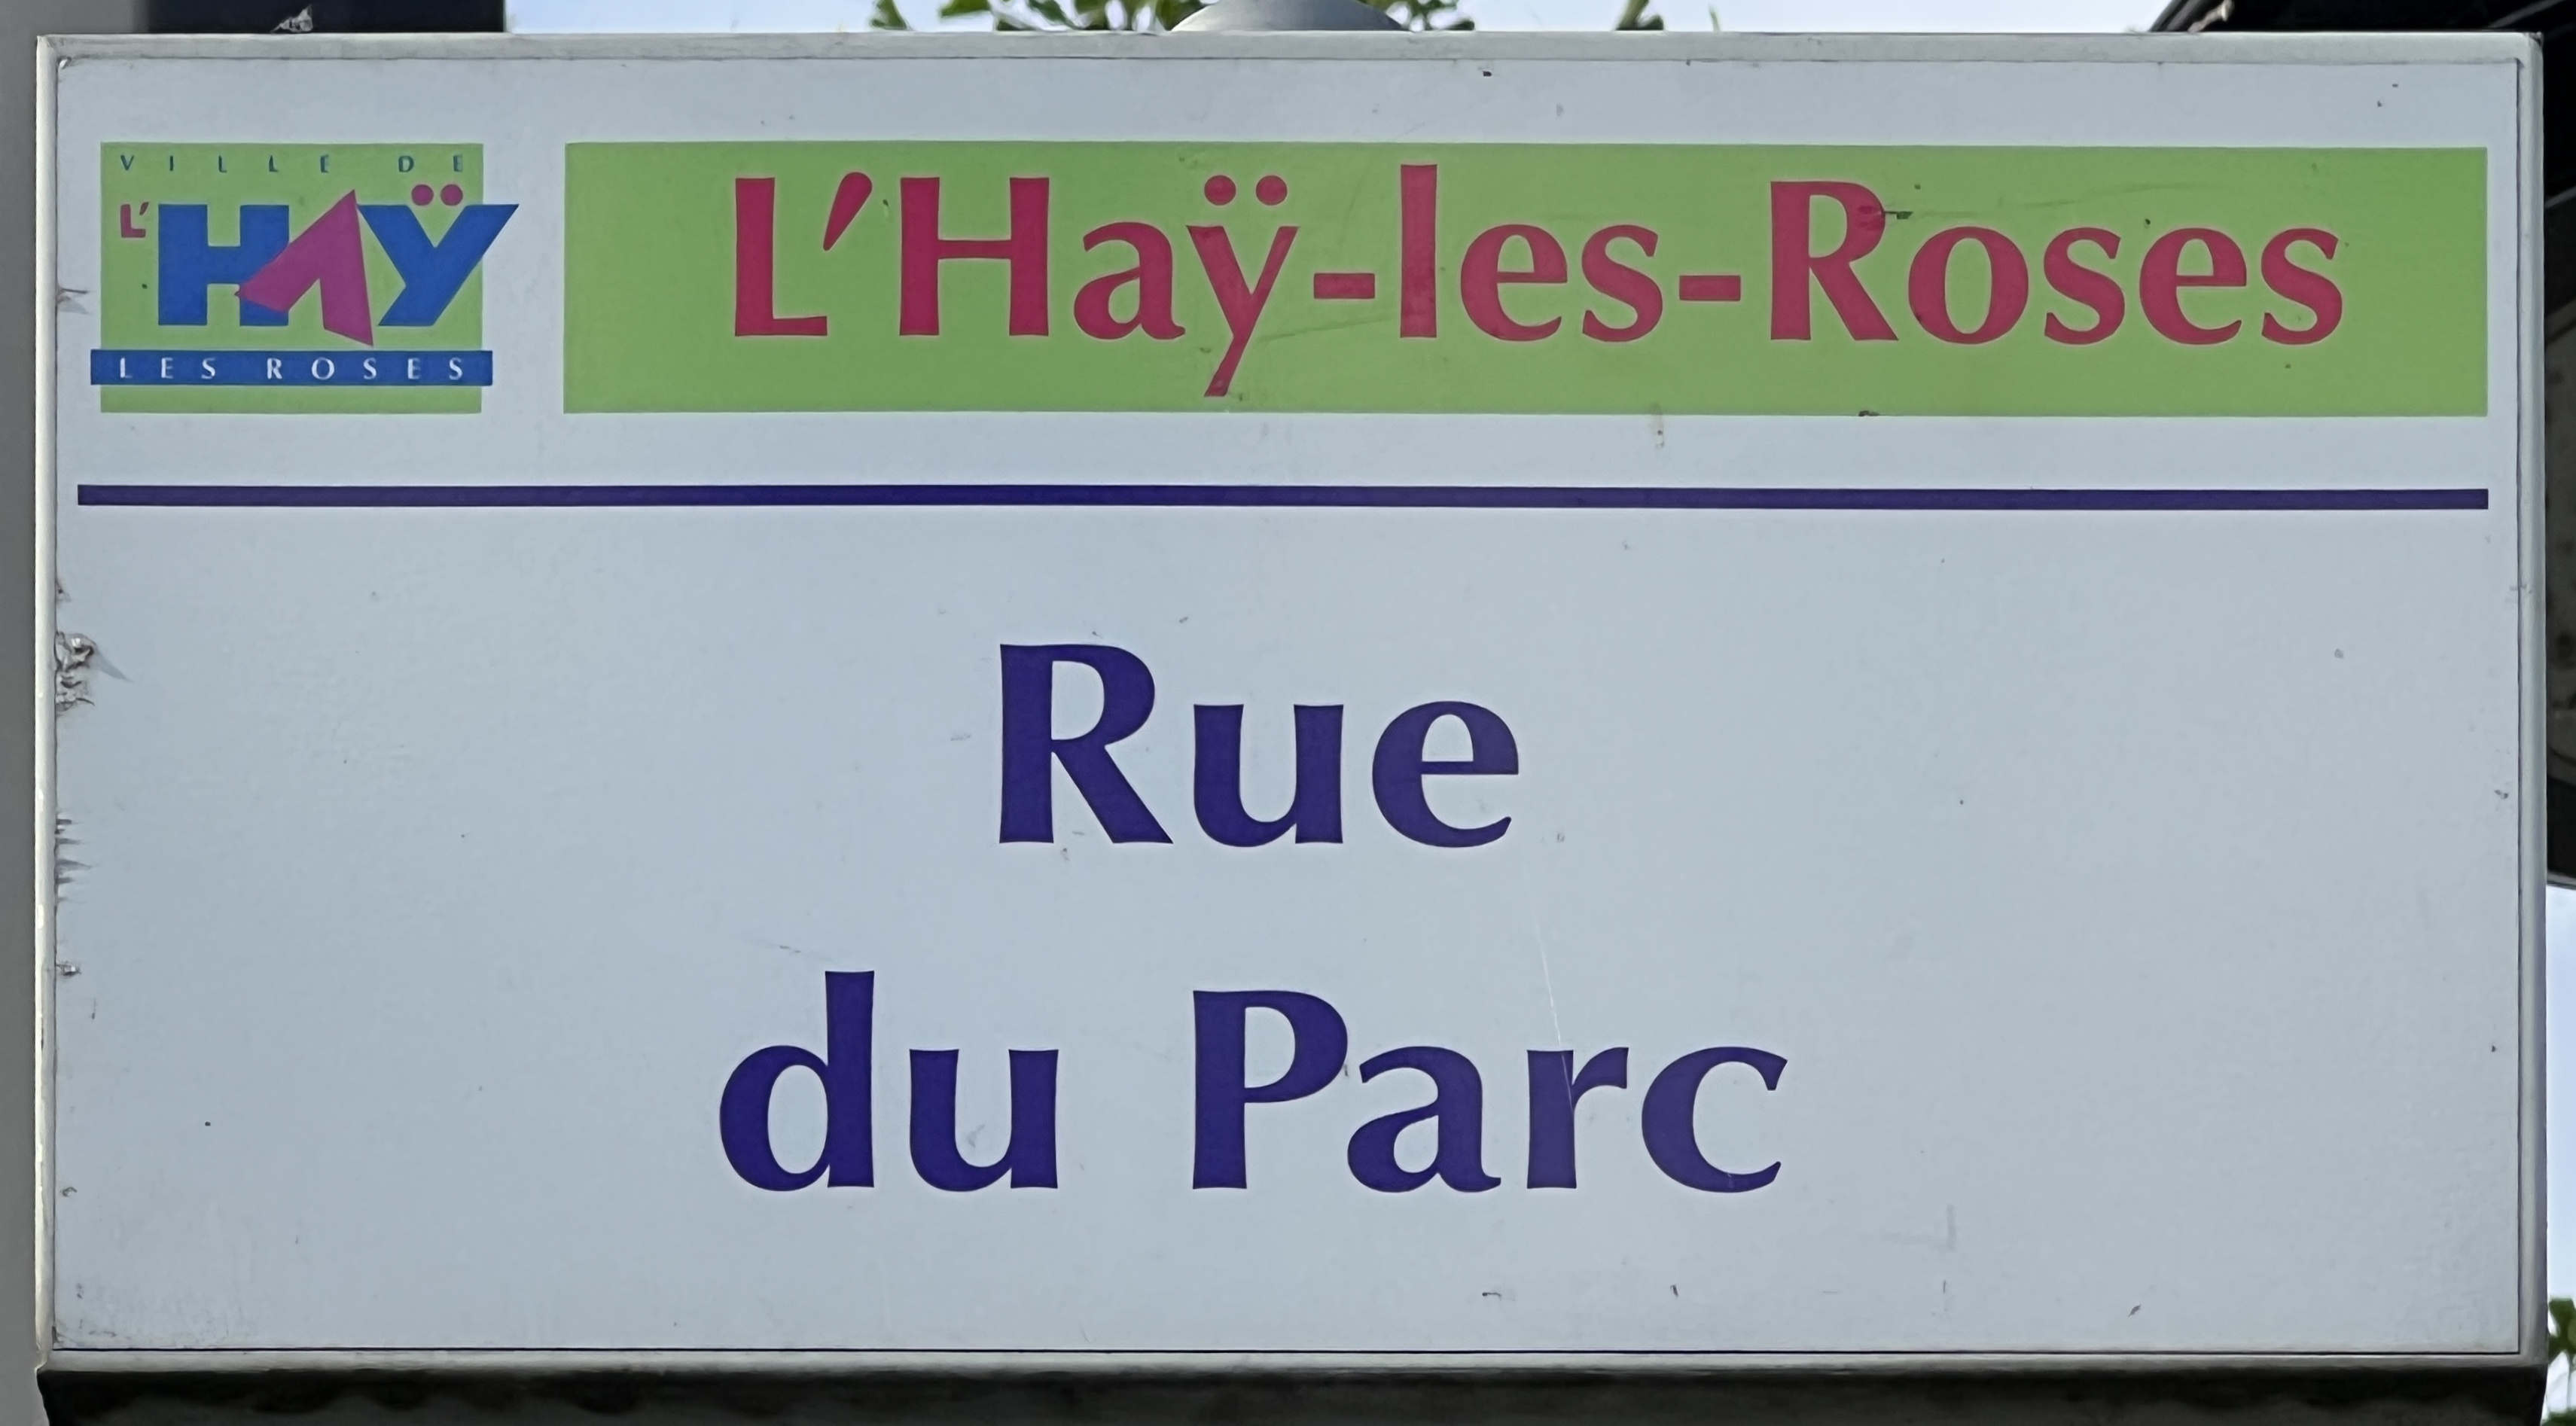 VILLE DE
L'HAŸ
LES ROSES
L'Haÿ-les-Roses
Rue
du Parc